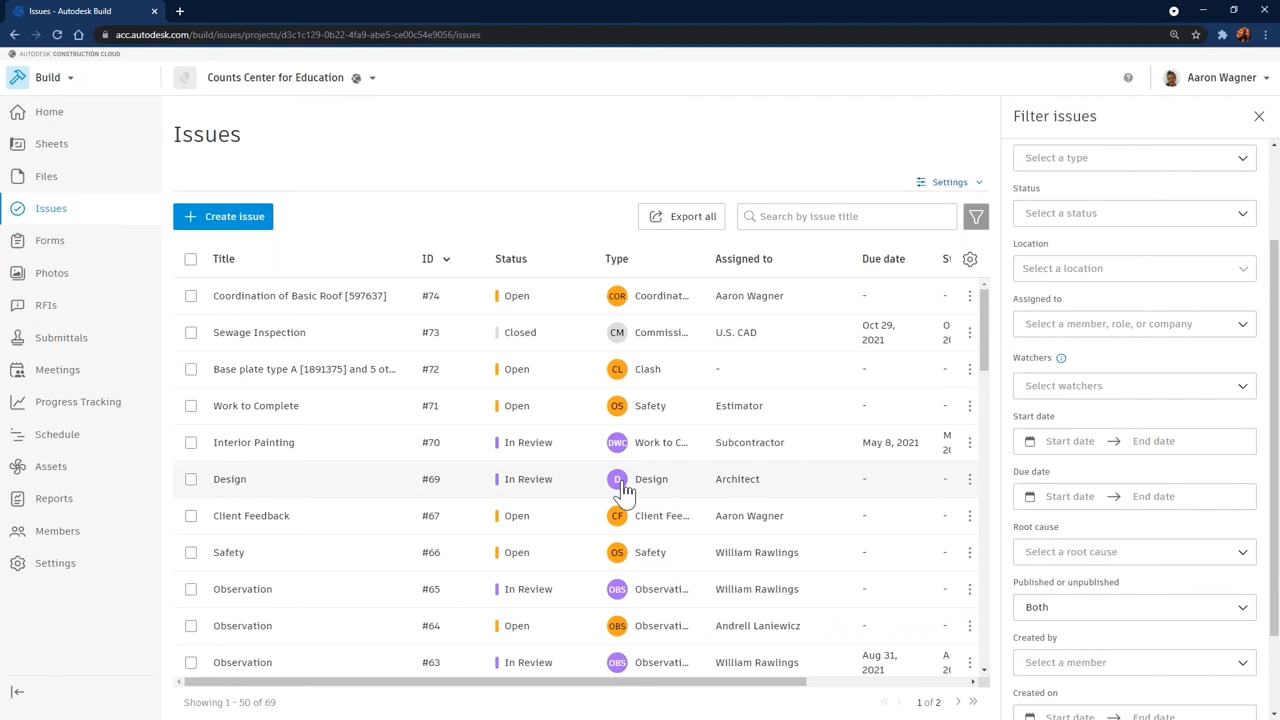 Issues - Autodesk Build
acc.autodesk.com/build/issues/projects/d3c1c129-0b22-4fa9-abe5-ce00c54e9056/issues
AUTODESK CONSTRUCTION CLOUD
Build
Counts Center for Education
Aaron Wagner
Home
Sheets
Files
Issues
Forms
Photos
RFIs
Submittals
Meetings
Progress Tracking
Schedule
Assets
Reports
Members
Settings
Issues
Settings
Create issue
Export all
Search by issue title
Title ID Status Type Assigned to Due date St
Coordination of Basic Roof [597637] #74 Open COR Coordinat... Aaron Wagner - -
Sewage Inspection #73 Closed CM Commissi... U.S. CAD Oct 29, 2021 O 20
Base plate type A [1891375] and 5 ot... #72 Open CL Clash - - -
Work to Complete #71 Open OS Safety Estimator - -
Interior Painting #70 In Review DWC Work to C... Subcontractor May 8, 2021 M 20
Design #69 In Review D Design Architect - -
Client Feedback #67 Open CF Client Fee... Aaron Wagner - -
Safety #66 Open OS Safety William Rawlings - -
Observation #65 In Review OBS Observati... William Rawlings - -
Observation #64 Open OBS Observati... Andrell Laniewicz - -
Observation #63 In Review OBS Observati... William Rawlings Aug 31, 2021 A 20
Showing 1 - 50 of 69
1 of 2
Filter issues
Select a type
Status
Select a status
Location
Select a location
Assigned to
Select a member, role, or company
Watchers
Select watchers
Start date
Start date → End date
Due date
Start date → End date
Root cause
Select a root cause
Published or unpublished
Both
Created by
Select a member
Created on
Start date → End date